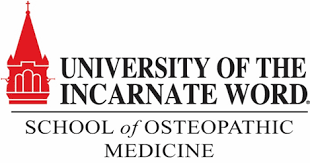 UNIVERSITY OF THE
INCARNATE WORD®
SCHOOL of OSTEOPATHIC
MEDICINE